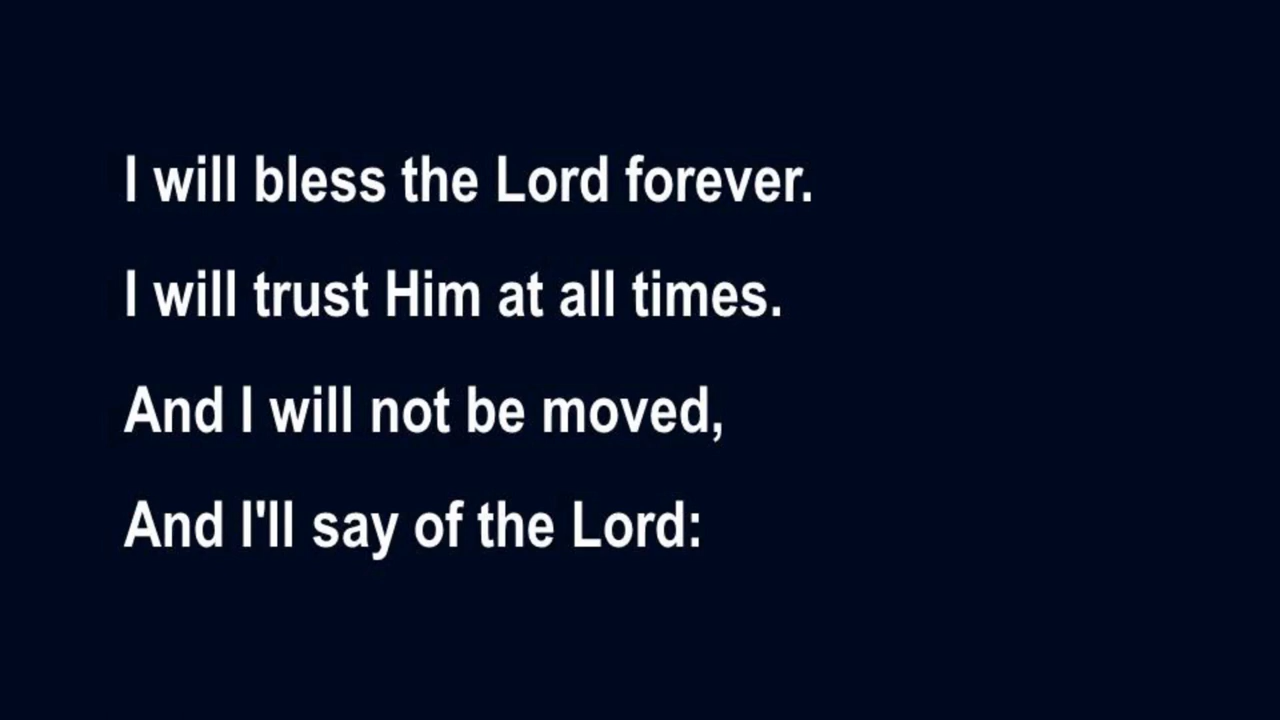 I will bless the Lord forever.
I will trust Him at all times.
And I will not be moved,
And I'll say of the Lord: